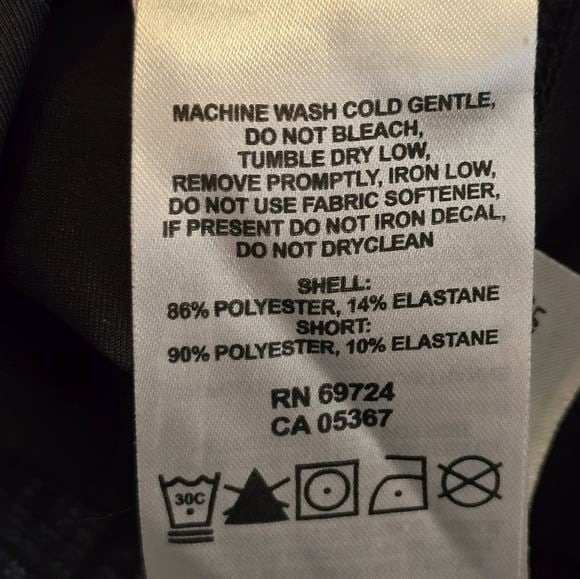 MACHINE WASH COLD GENTLE,
DO NOT BLEACH,
TUMBLE DRY LOW,
REMOVE PROMPTLY, IRON LOW,
DO NOT USE FABRIC SOFTENER,
IF PRESENT DO NOT IRON DECAL,
DO NOT DRYCLEAN
SHELL:
86% POLYESTER, 14% ELASTANE
SHORT:
90% POLYESTER, 10% ELASTANE
RN 69724
CA 05367
30C